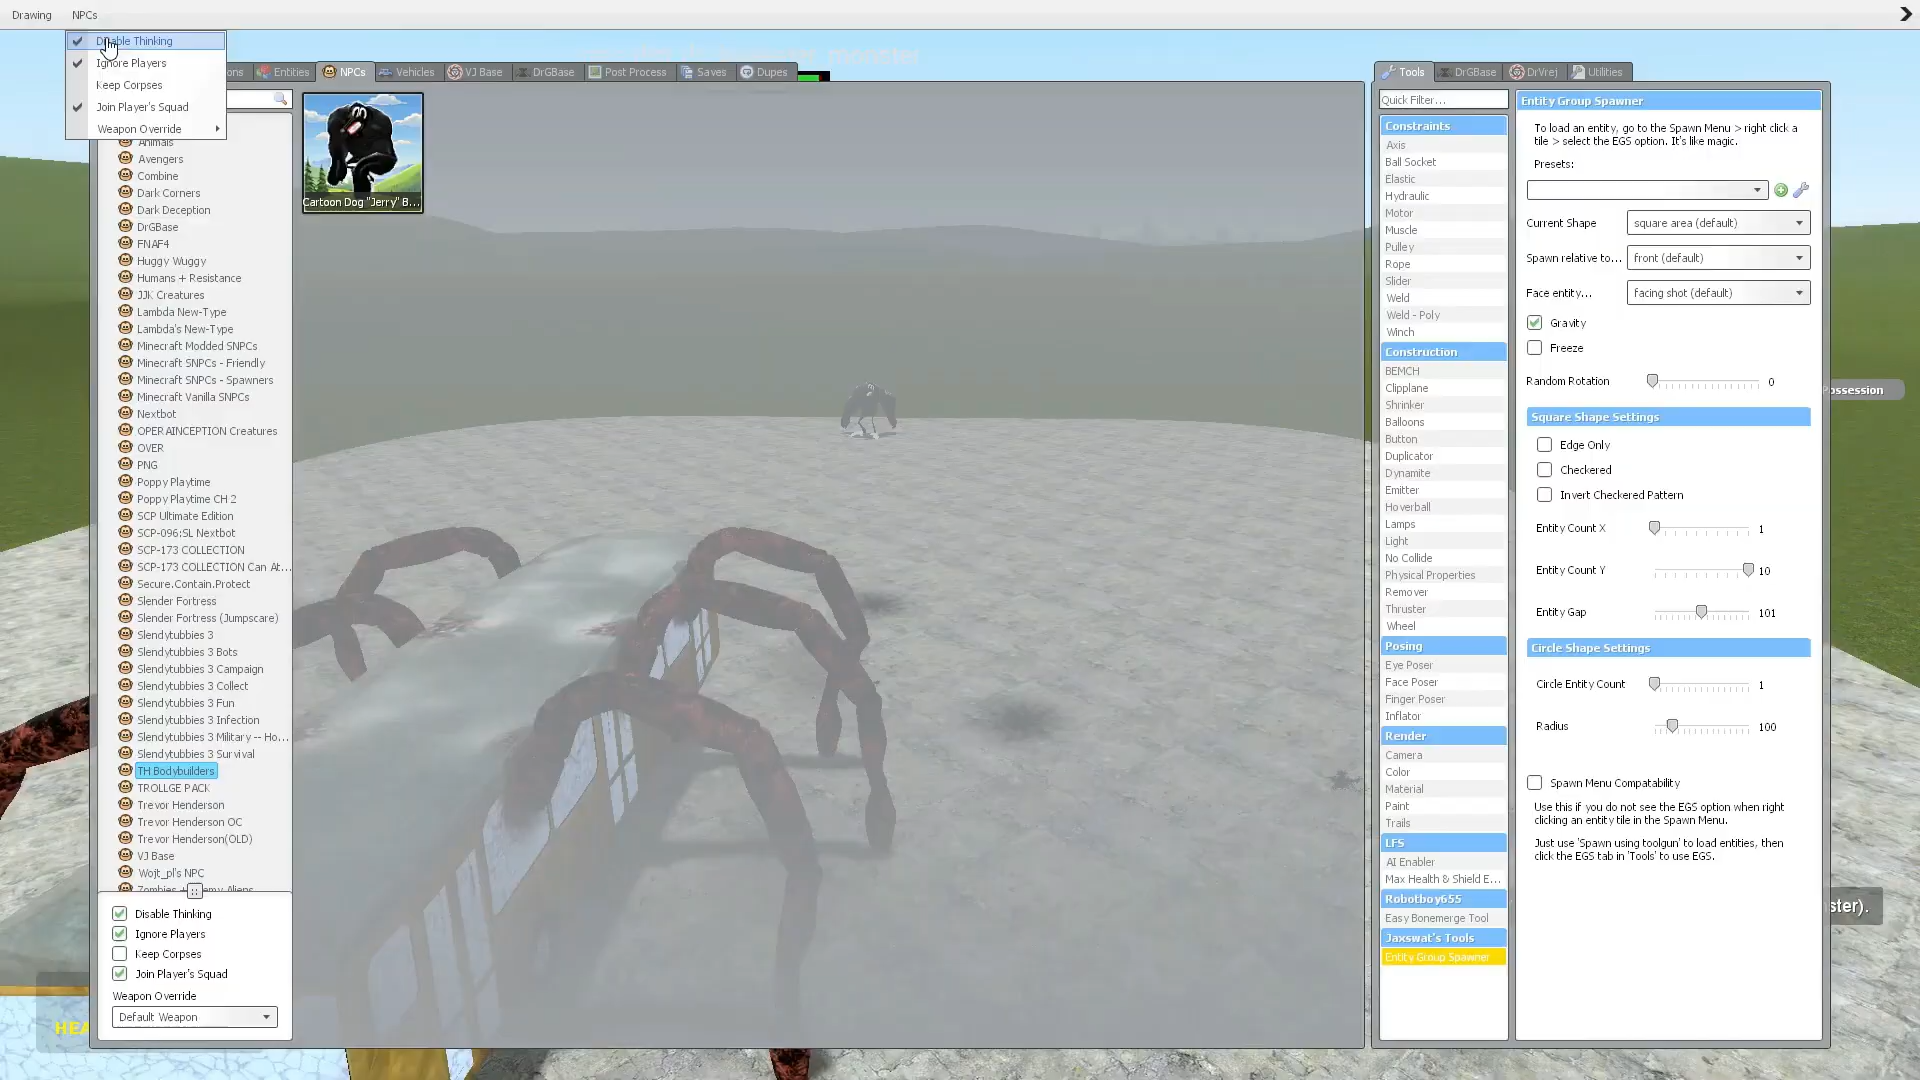 Drawing NPCs
Disable Thinking
Ignore Players
Keep Corpses
Join Player's Squad
Weapon Override
monster
Entities NPCs Vehicles VJ Base DrGBase Post Process Saves Dupes
Animals
Avengers
Combine
Dark Corners
Dark Deception
DrGBase
FNAF4
Huggy Wuggy
Humans + Resistance
JJK Creatures
Lambda New-Type
Lambda's New-Type
Minecraft Modded SNPCs
Minecraft SNPCs - Friendly
Minecraft SNPCs - Spawners
Minecraft Vanilla SNPCs
Nextbot
OPERAINCEPTION Creatures
OVER
PNG
Poppy Playtime
Poppy Playtime CH 2
SCP Ultimate Edition
SCP-096:SL Nextbot
SCP-173 COLLECTION
SCP-173 COLLECTION Can At...
Secure.Contain.Protect
Slender Fortress
Slender Fortress (Jumpscare)
Slendytubbies 3
Slendytubbies 3 Bots
Slendytubbies 3 Campaign
Slendytubbies 3 Collect
Slendytubbies 3 Fun
Slendytubbies 3 Infection
Slendytubbies 3 Military -- Ho...
Slendytubbies 3 Survival
TH Bodybuilders
TROLLGE PACK
Trevor Henderson
Trevor Henderson OC
Trevor Henderson(OLD)
VJ Base
Wojt_pl's NPC
Disable Thinking
Ignore Players
Keep Corpses
Join Player's Squad
Weapon Override
Default Weapon
Cartoon Dog "Jerry" B...
Tools DrGBase DrVrej Utilities
Quick Filter...
Constraints
Axis
Ball Socket
Elastic
Hydraulic
Motor
Muscle
Pulley
Rope
Slider
Weld
Weld - Poly
Winch
Construction
BEMCH
Clipplane
Shrinker
Balloons
Button
Duplicator
Dynamite
Emitter
Hoverball
Lamps
Light
No Collide
Physical Properties
Remover
Thruster
Wheel
Posing
Eye Poser
Face Poser
Finger Poser
Inflator
Render
Camera
Color
Material
Paint
Trails
LFS
AI Enabler
Max Health & Shield E...
Robotboy655
Easy Bonemerge Tool
Jaxswat's Tools
Entity Group Spawner
Entity Group Spawner
To load an entity, go to the Spawn Menu > right click a
tile > select the EGS option. It's like magic.
Presets:
Current Shape square area (default)
Spawn relative to... front (default)
Face entity... facing shot (default)
Gravity
Freeze
Random Rotation 0
Square Shape Settings
Edge Only
Checkered
Invert Checkered Pattern
Entity Count X 1
Entity Count Y 10
Entity Gap 101
Circle Shape Settings
Circle Entity Count 1
Radius 100
Spawn Menu Compatability
Use this if you do not see the EGS option when right
clicking an entity tile in the Spawn Menu.
Just use 'Spawn using toolgun' to load entities, then
click the EGS tab in 'Tools' to use EGS.
Possession
ster).
HEA